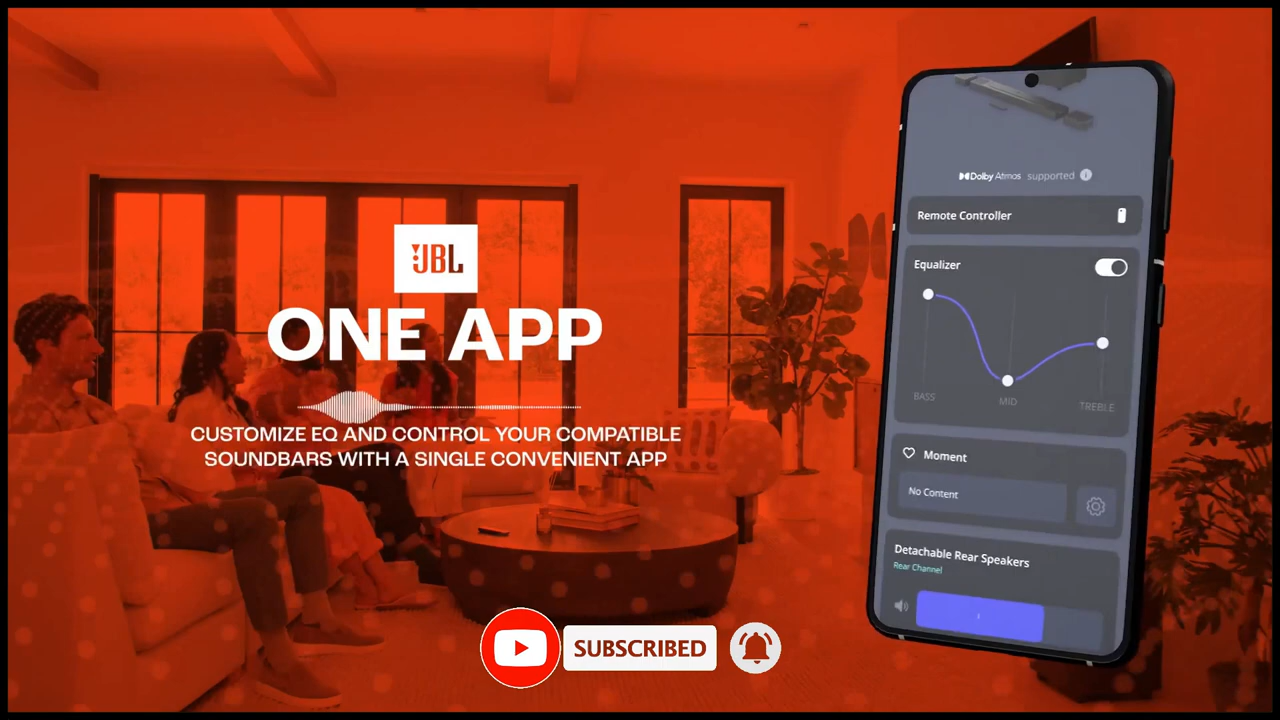 JBL
ONE APP
CUSTOMIZE EQ AND CONTROL YOUR COMPATIBLE
SOUNDBARS WITH A SINGLE CONVENIENT APP
SUBSCRIBED
Dolby Atmos supported i
Remote Controller
Equalizer
BASS
MID
TREBLE
Moment
No Content
Detachable Rear Speakers
Rear Channel